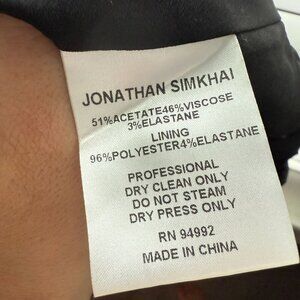 JONATHAN SIMKHAI
51%ACETATE46%VISCOSE
3%ELASTANE
LINING
96%POLYESTER4%ELASTANE
PROFESSIONAL
DRY CLEAN ONLY
DO NOT STEAM
DRY PRESS ONLY
RN 94992
MADE IN CHINA